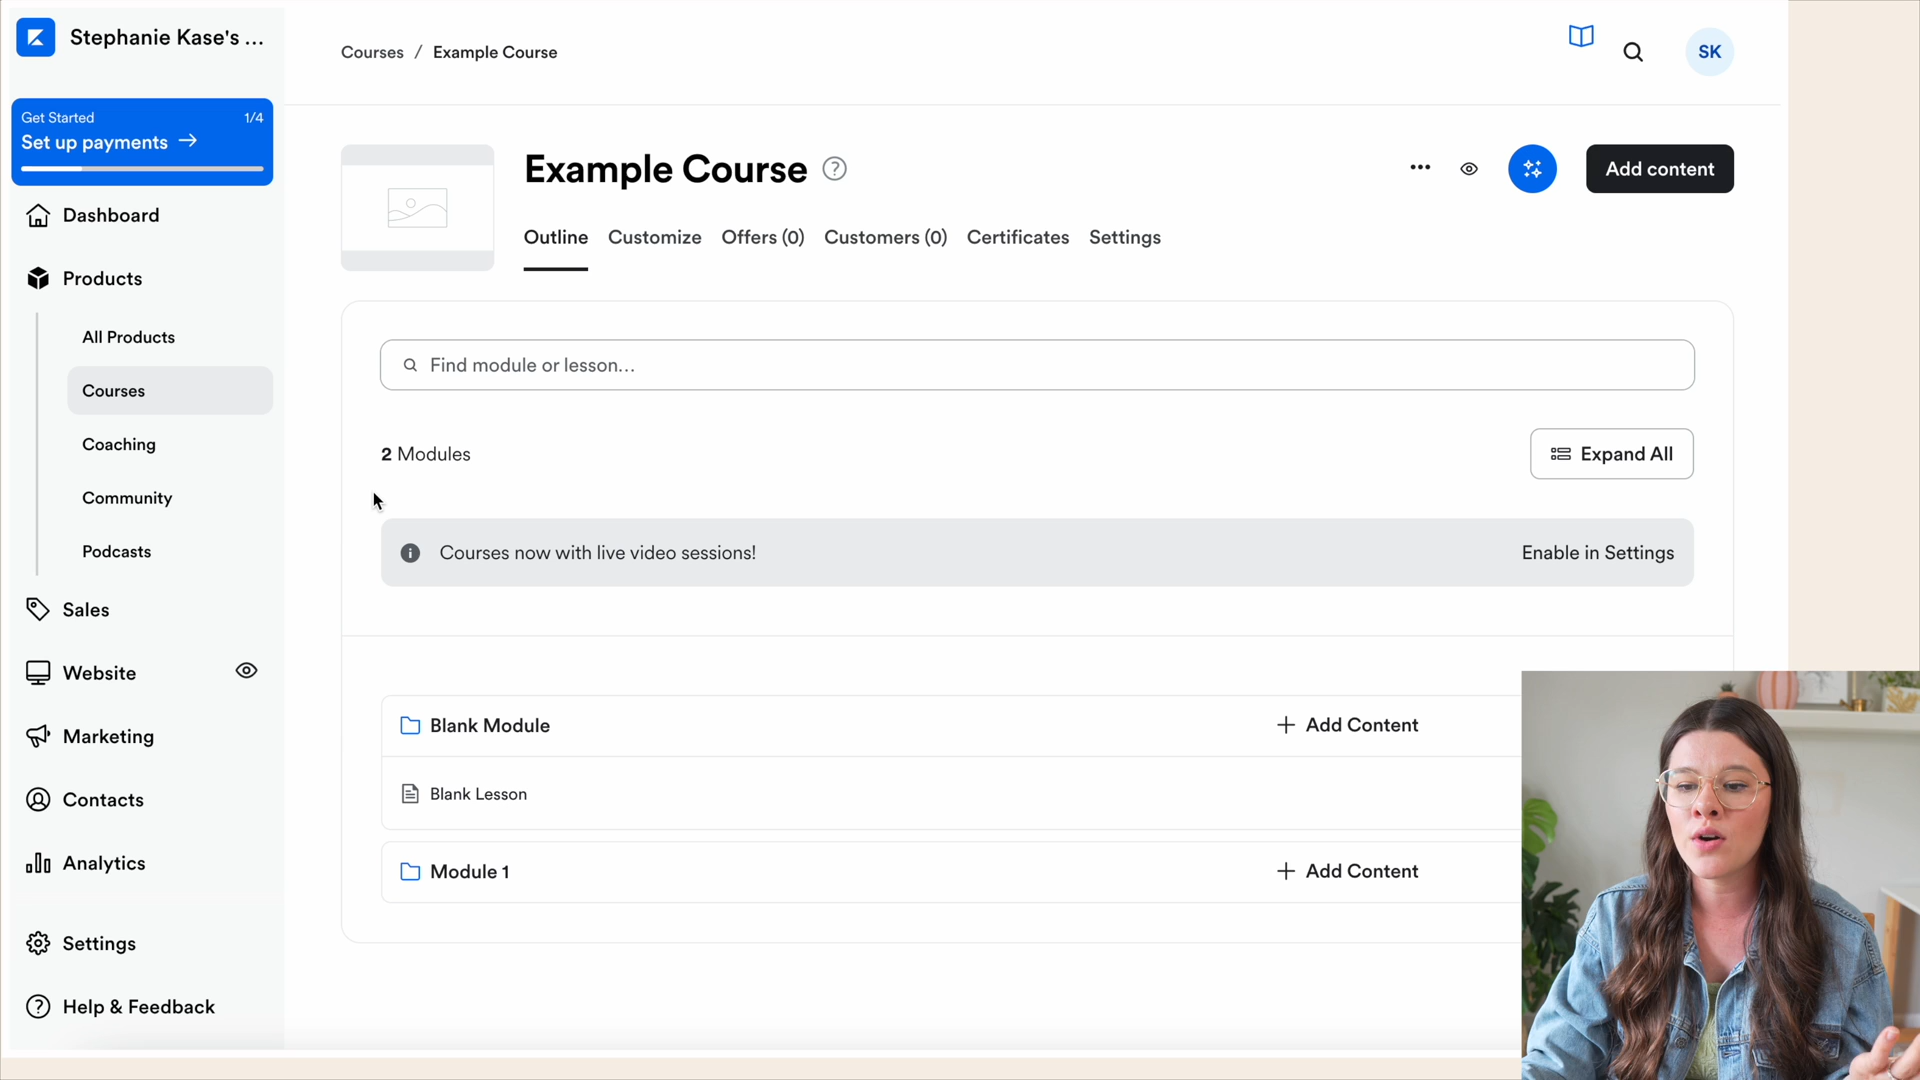 Stephanie Kase's ...
Courses / Example Course
SK
Get Started 1/4
Set up payments →
Dashboard
Products
All Products
Courses
Coaching
Community
Podcasts
Sales
Website
Marketing
Contacts
Analytics
Settings
Help & Feedback
Example Course ?
Add content
Outline Customize Offers (0) Customers (0) Certificates Settings
Find module or lesson...
2 Modules
Expand All
Courses now with live video sessions! Enable in Settings
Blank Module + Add Content
Blank Lesson
Module 1 + Add Content